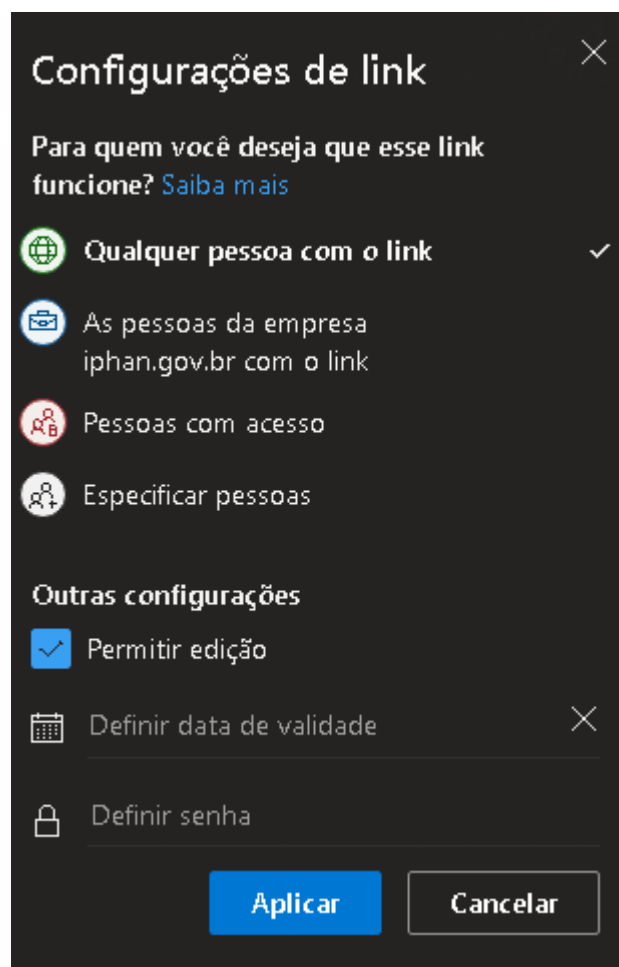 Configurações de link
Para quem você deseja que esse link
funcione? Saiba mais
Qualquer pessoa com o link
As pessoas da empresa
iphan.gov.br com o link
Pessoas com acesso
Especificar pessoas
Outras configurações
Permitir edição
Definir data de validade
Definir senha
Aplicar Cancelar